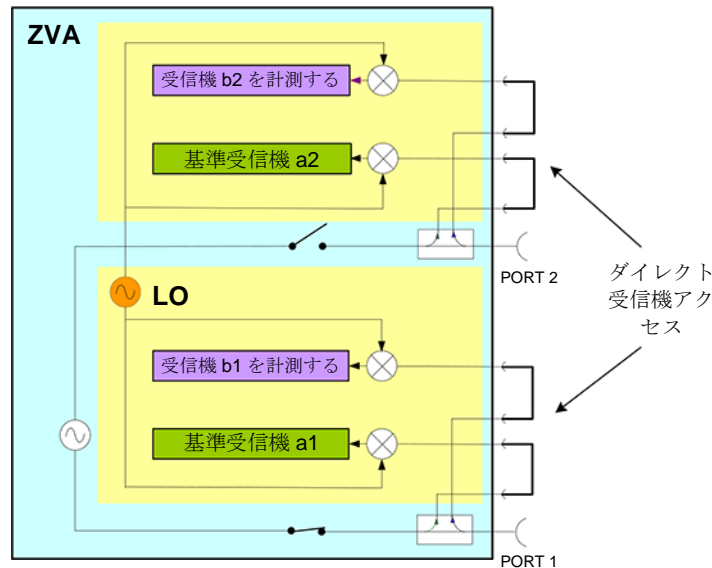 ZVA
受信機 b2 を計測する
基準受信機 a2
PORT 2
ダイレクト
受信機アク
セス
LO
受信機 b1 を計測する
基準受信機 a1
PORT 1